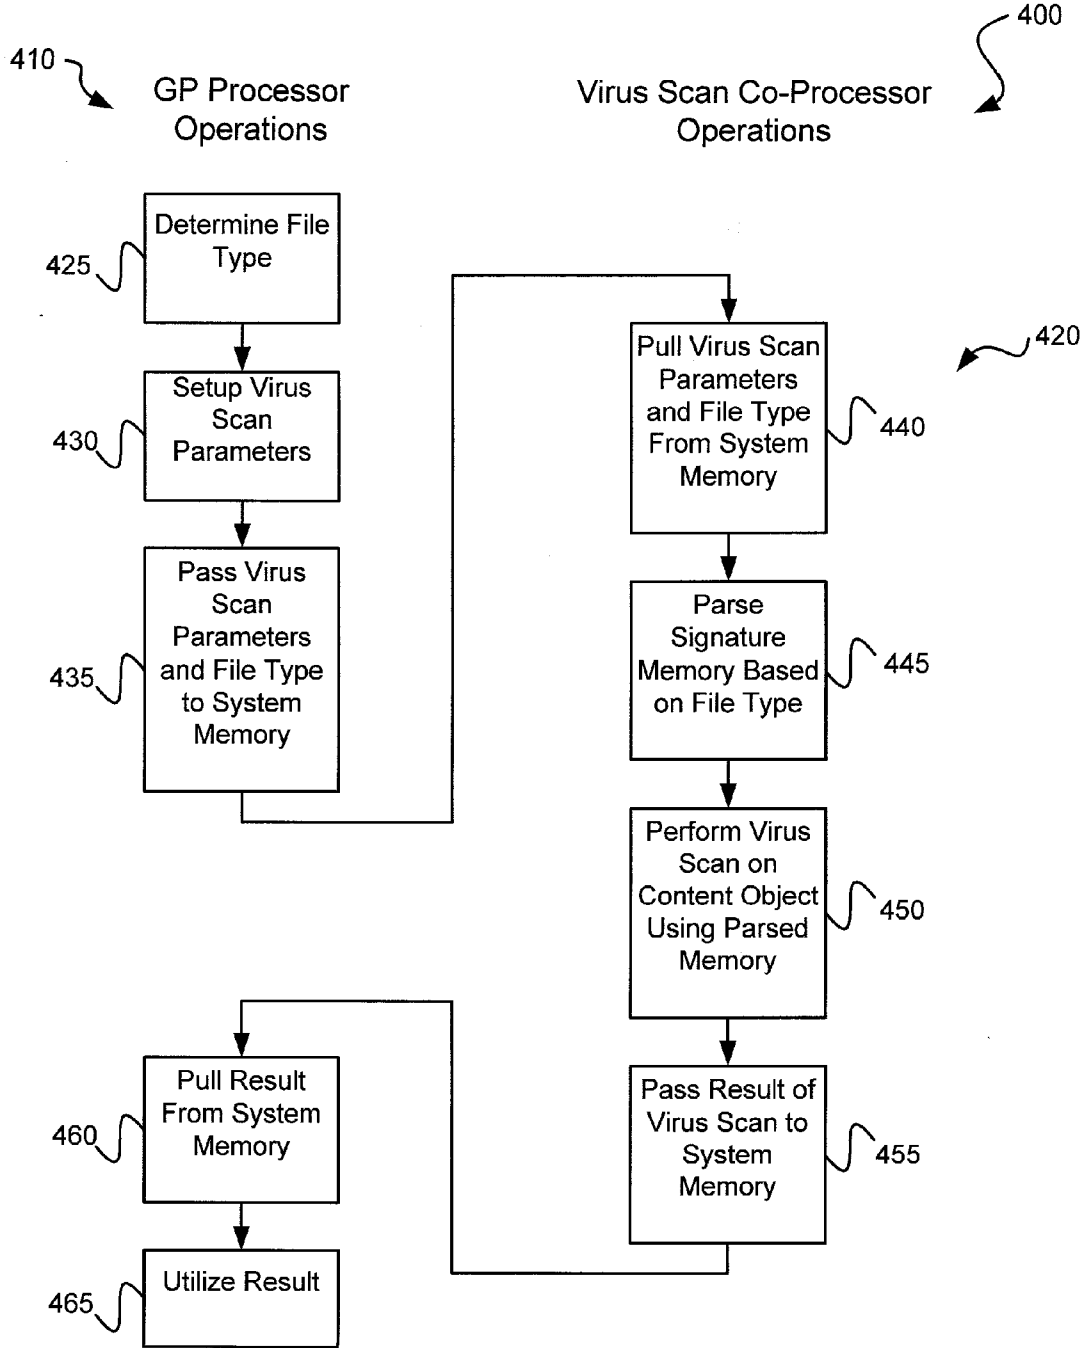 400
410
GP Processor
Operations
Virus Scan Co-Processor
Operations
Determine File
Type
425
Setup Virus
Scan
Parameters
430
Pass Virus
Scan
Parameters
and File Type
to System
Memory
435
420
Pull Virus Scan
Parameters
and File Type
From System
Memory
440
Parse
Signature
Memory Based
on File Type
445
Perform Virus
Scan on
Content Object
Using Parsed
Memory
450
Pass Result of
Virus Scan to
System
Memory
455
Pull Result
From System
Memory
460
Utilize Result
465